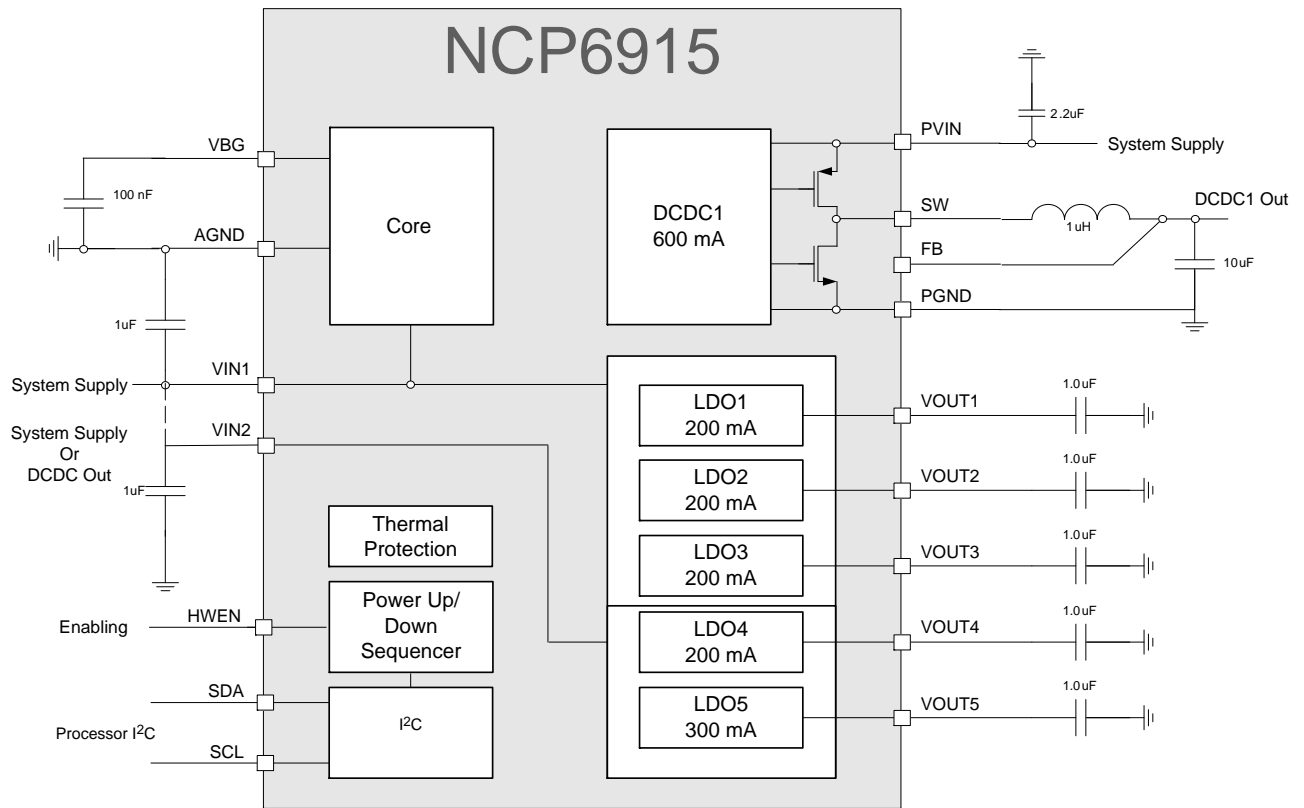 NCP6915
VBG
100 nF
AGND
1uF
System Supply
VIN1
System Supply
Or
DCDC Out
VIN2
1uF
Enabling
HWEN
SDA
Processor I²C
SCL
Core
Thermal
Protection
Power Up/
Down
Sequencer
I²C
DCDC1
600 mA
LDO1
200 mA
LDO2
200 mA
LDO3
200 mA
LDO4
200 mA
LDO5
300 mA
PVIN
2.2uF
System Supply
SW
1uH
DCDC1 Out
FB
10uF
PGND
VOUT1
1.0uF
VOUT2
1.0uF
VOUT3
1.0uF
VOUT4
1.0uF
VOUT5
1.0uF